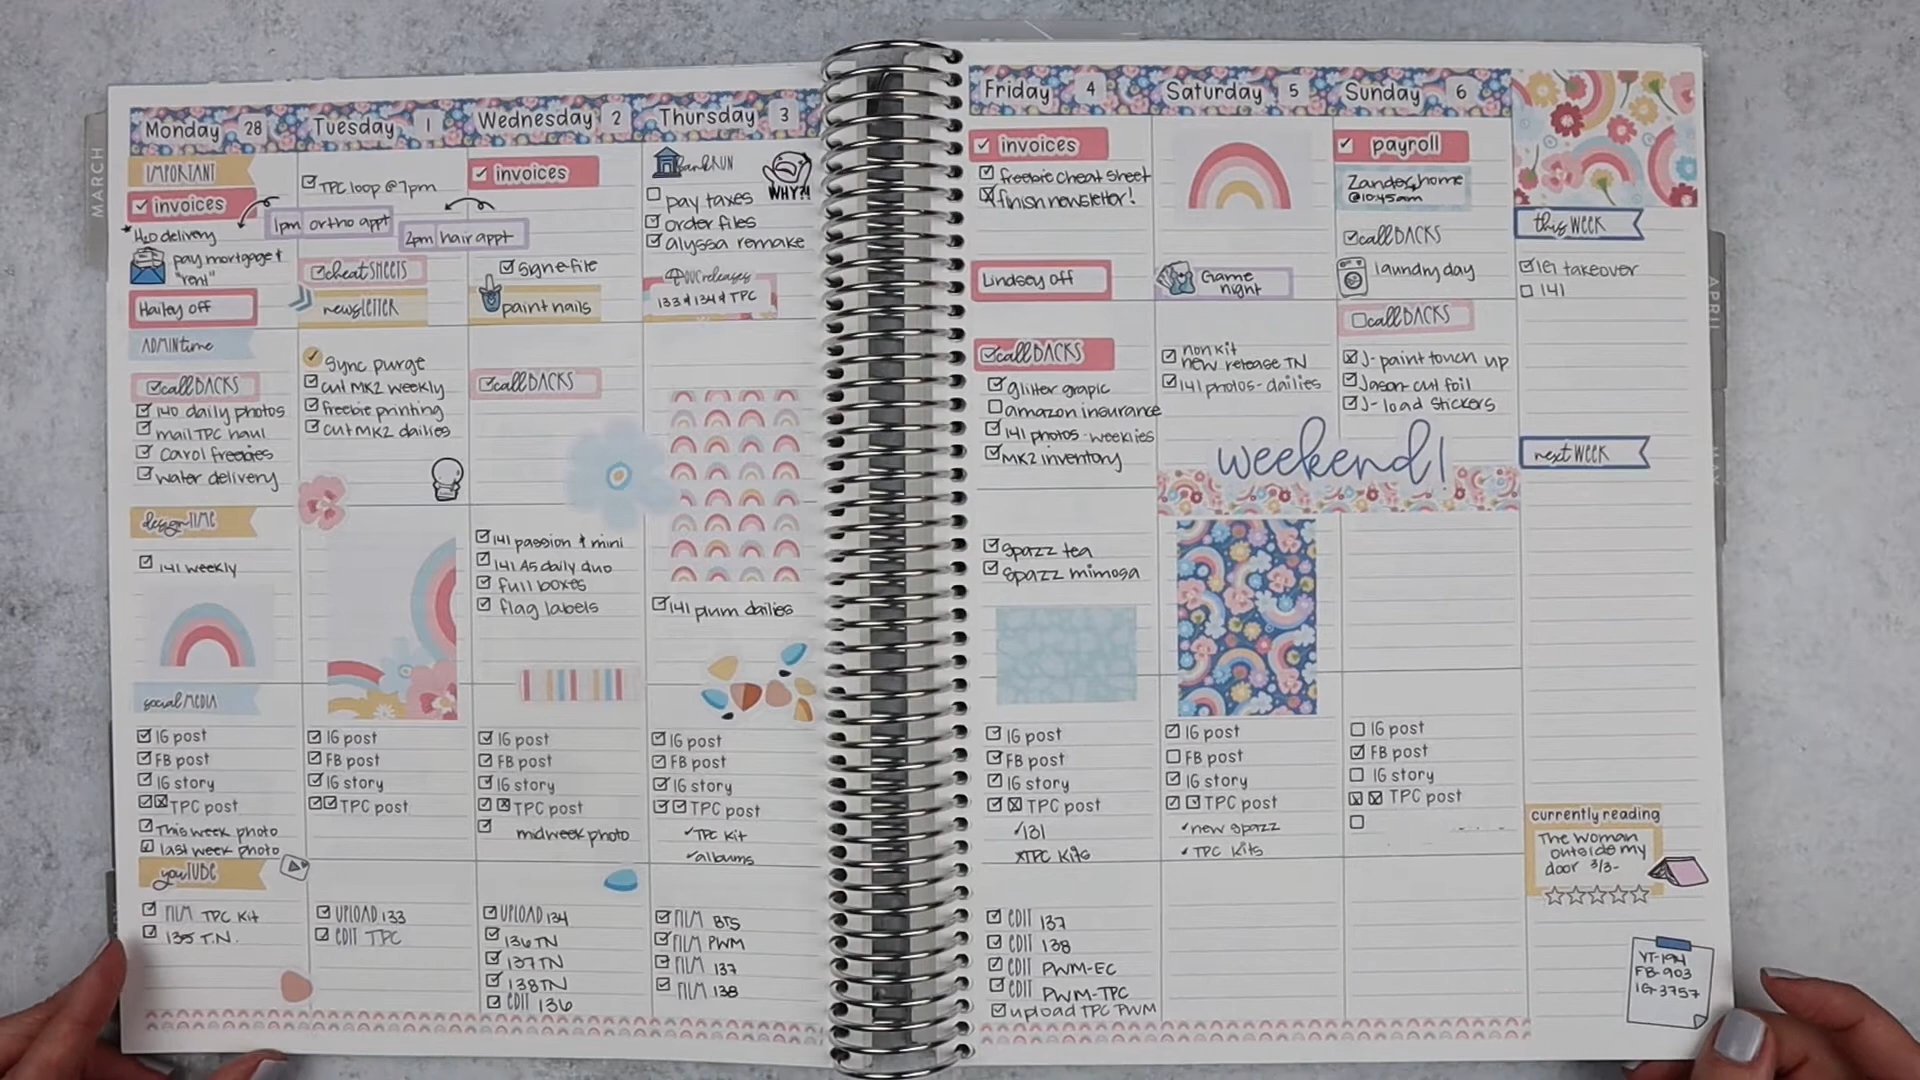 MARCH
Monday 28
IMPORTANT
invoices
H2O delivery
pay mortgage &
"rent"
Hailey off
ADMIN time
call BACKS
140 daily photos
mail TPC haul
Carol freebies
water delivery
design TIME
141 weekly
social MEDIA
IG post
FB post
IG story
TPC post
This week photo
last week photo
YOUTUBE
FILM TPC Kit
135 T.N.
Tuesday 1
TPC loop @ 7pm
1pm ortho appt
cheat SHEETS
newsLETTER
Sync purge
cut MK2 weekly
freebie printing
cut MK2 dailies
IG post
FB post
IG story
TPC post
UPLOAD 133
EDIT TPC
Wednesday 2
invoices
2pm hair appt
Syne file
paint nails
call BACKS
141 passion & mini
141 A5 daily duo
full boxes
flag labels
IG post
FB post
IG story
TPC post
midweek photo
UPLOAD 134
136 TN
137 TN
138 TN
EDIT 136
Thursday 3
bank RUN
WHY?!
pay taxes
order files
alyssa remake
releases
133 & 134 & TPC
141 plum dailies
IG post
FB post
IG story
TPC post
TPC kit
albums
FILM BTS
FILM PWM
FILM 137
FILM 138
Friday 4
invoices
freebie cheat sheet
finish newsletter!
Lindsey off
call BACKS
glitter grapic
amazon insurance
141 photos-weeklies
MK2 inventory
spazz tea
spazz mimosa
IG post
FB post
IG story
TPC post
131
TPC Kits
EDIT 137
EDIT 138
EDIT PWM-EC
EDIT PWM-TPC
upload TPC PWM
Saturday 5
Game
night
non kit
new release TN
141 photos-dailies
weekend!
IG post
FB post
IG story
TPC post
new spazz
TPC Kits
Sunday 6
payroll
Zander home
@10:45am
call BACKS
laundry day
call BACKS
J-paint touch up
Jason-cut foil
J-load stickers
IG post
FB post
IG story
TPC post
this WEEK
IG takeover
141
next WEEK
currently reading
The woman
outside my
door 3/3-
YT-194
FB-903
IG-3757
APRIL
MAY